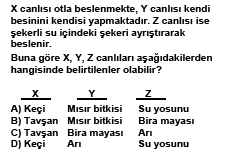 X canlısı otla beslenmekte, Y canlısı kendi
besinini kendisi yapmaktadır. Z canlısı ise
şekerli su içindeki şekeri ayrıştırarak
beslenir.
Buna göre X, Y, Z canlıları aşağıdakilerden
hangisinde belirtilenler olabilir?
X Y Z
A) Keçi Mısır bitkisi Su yosunu
B) Tavşan Mısır bitkisi Bira mayası
C) Tavşan Bira mayası Arı
D) Keçi Arı Su yosunu